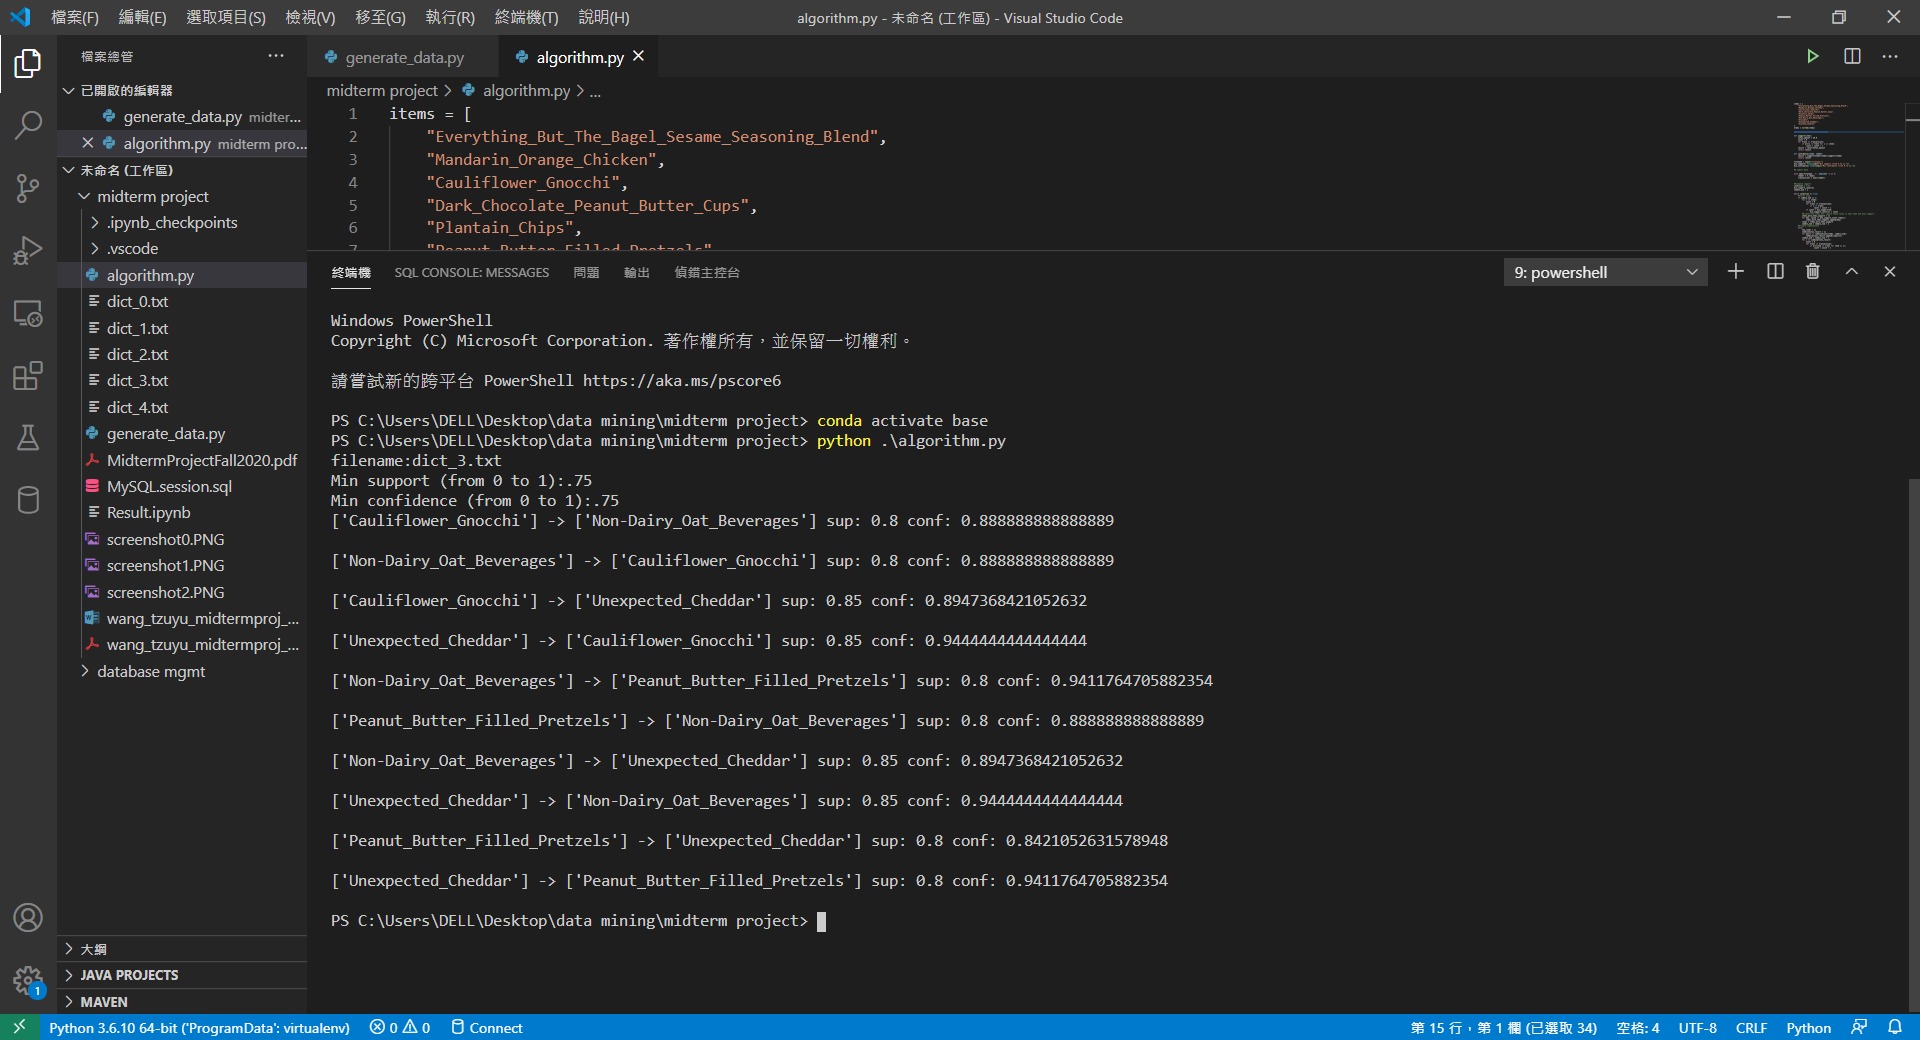 檔案(F) 編輯(E) 選取項目(S) 檢視(V) 移至(G) 執行(R) 終端機(T) 說明(H)
algorithm.py - 未命名 (工作區) - Visual Studio Code
檔案總管
已開啟的編輯器
generate_data.py midter...
algorithm.py midterm pro...
未命名 (工作區)
midterm project
.ipynb_checkpoints
.vscode
algorithm.py
dict_0.txt
dict_1.txt
dict_2.txt
dict_3.txt
dict_4.txt
generate_data.py
MidtermProjectFall2020.pdf
MySQL.session.sql
Result.ipynb
screenshot0.PNG
screenshot1.PNG
screenshot2.PNG
wang_tzuyu_midtermproj_...
wang_tzuyu_midtermproj_...
database mgmt
大綱
JAVA PROJECTS
MAVEN
1
generate_data.py
algorithm.py
midterm project > algorithm.py > ...
1 items = [
2 "Everything_But_The_Bagel_Sesame_Seasoning_Blend",
3 "Mandarin_Orange_Chicken",
4 "Cauliflower_Gnocchi",
5 "Dark_Chocolate_Peanut_Butter_Cups",
6 "Plantain_Chips",
7 "Peanut_Butter_Filled_Pretzels"
終端機 SQL CONSOLE: MESSAGES 問題 輸出 偵錯主控台
9: powershell
Windows PowerShell
Copyright (C) Microsoft Corporation. 著作權所有，並保留一切權利。
請嘗試新的跨平台 PowerShell https://aka.ms/pscore6
PS C:\Users\DELL\Desktop\data mining\midterm project> conda activate base
PS C:\Users\DELL\Desktop\data mining\midterm project> python .\algorithm.py
filename:dict_3.txt
Min support (from 0 to 1):.75
Min confidence (from 0 to 1):.75
['Cauliflower_Gnocchi'] -> ['Non-Dairy_Oat_Beverages'] sup: 0.8 conf: 0.888888888888889
['Non-Dairy_Oat_Beverages'] -> ['Cauliflower_Gnocchi'] sup: 0.8 conf: 0.888888888888889
['Cauliflower_Gnocchi'] -> ['Unexpected_Cheddar'] sup: 0.85 conf: 0.8947368421052632
['Unexpected_Cheddar'] -> ['Cauliflower_Gnocchi'] sup: 0.85 conf: 0.9444444444444444
['Non-Dairy_Oat_Beverages'] -> ['Peanut_Butter_Filled_Pretzels'] sup: 0.8 conf: 0.9411764705882354
['Peanut_Butter_Filled_Pretzels'] -> ['Non-Dairy_Oat_Beverages'] sup: 0.8 conf: 0.888888888888889
['Non-Dairy_Oat_Beverages'] -> ['Unexpected_Cheddar'] sup: 0.85 conf: 0.8947368421052632
['Unexpected_Cheddar'] -> ['Non-Dairy_Oat_Beverages'] sup: 0.85 conf: 0.9444444444444444
['Peanut_Butter_Filled_Pretzels'] -> ['Unexpected_Cheddar'] sup: 0.8 conf: 0.8421052631578948
['Unexpected_Cheddar'] -> ['Peanut_Butter_Filled_Pretzels'] sup: 0.8 conf: 0.9411764705882354
PS C:\Users\DELL\Desktop\data mining\midterm project>
Python 3.6.10 64-bit ('ProgramData': virtualenv) 0 0 Connect
第 15 行，第 1 欄 (已選取 34) 空格: 4 UTF-8 CRLF Python